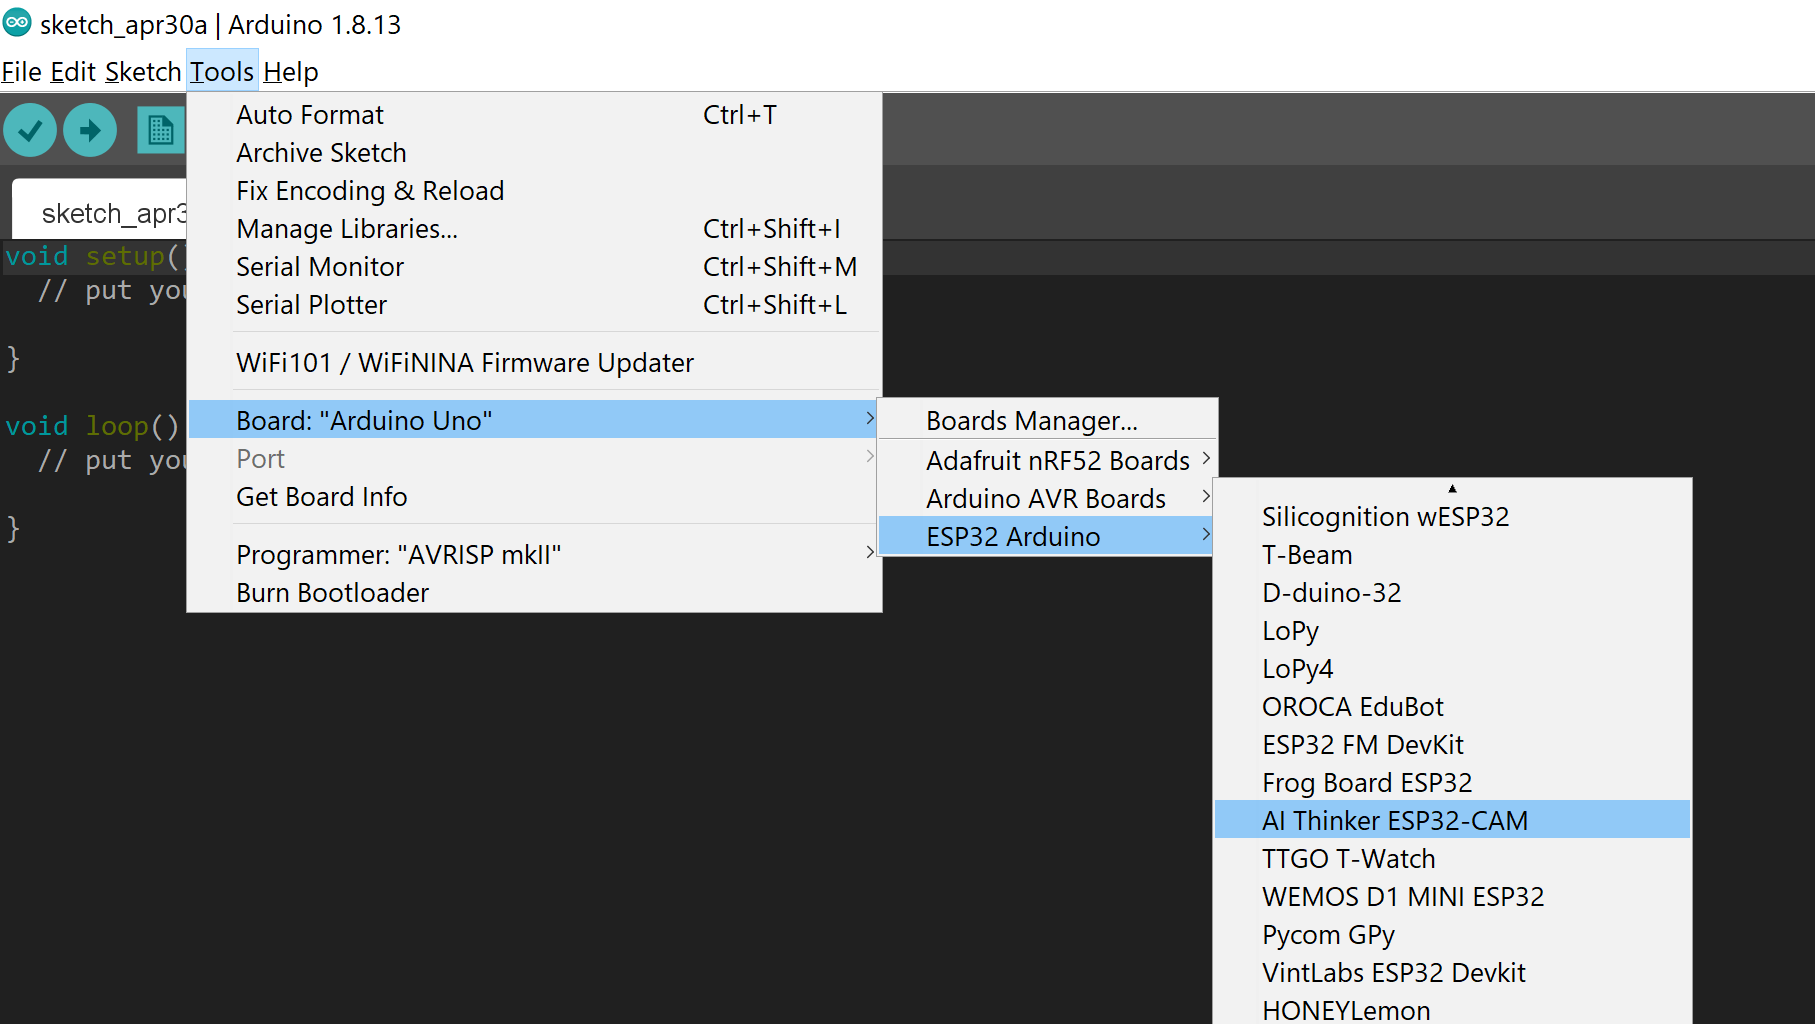 sketch_apr30a | Arduino 1.8.13
File Edit Sketch Tools Help
Auto Format Ctrl+T
Archive Sketch
Fix Encoding & Reload
Manage Libraries... Ctrl+Shift+I
Serial Monitor Ctrl+Shift+M
Serial Plotter Ctrl+Shift+L
WiFi101 / WiFiNINA Firmware Updater
Board: "Arduino Uno"
Port
Get Board Info
Programmer: "AVRISP mkII"
Burn Bootloader
Boards Manager...
Adafruit nRF52 Boards
Arduino AVR Boards
ESP32 Arduino
Silicognition wESP32
T-Beam
D-duino-32
LoPy
LoPy4
OROCA EduBot
ESP32 FM DevKit
Frog Board ESP32
AI Thinker ESP32-CAM
TTGO T-Watch
WEMOS D1 MINI ESP32
Pycom GPy
VintLabs ESP32 Devkit
HONEYLemon
sketch_apr3
void setup()
// put you
}
void loop()
// put you
}